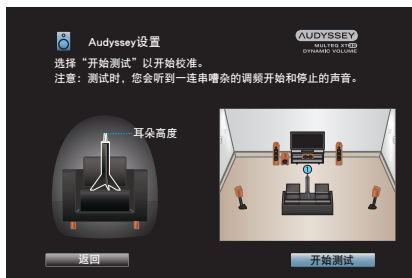 Audyssey设置
AUDYSSEY
MULTEQ XT32
DYNAMIC VOLUME
选择“开始测试”以开始校准。
注意：测试时，您会听到一连串嘈杂的调频开始和停止的声音。
耳朵高度
返回
开始测试